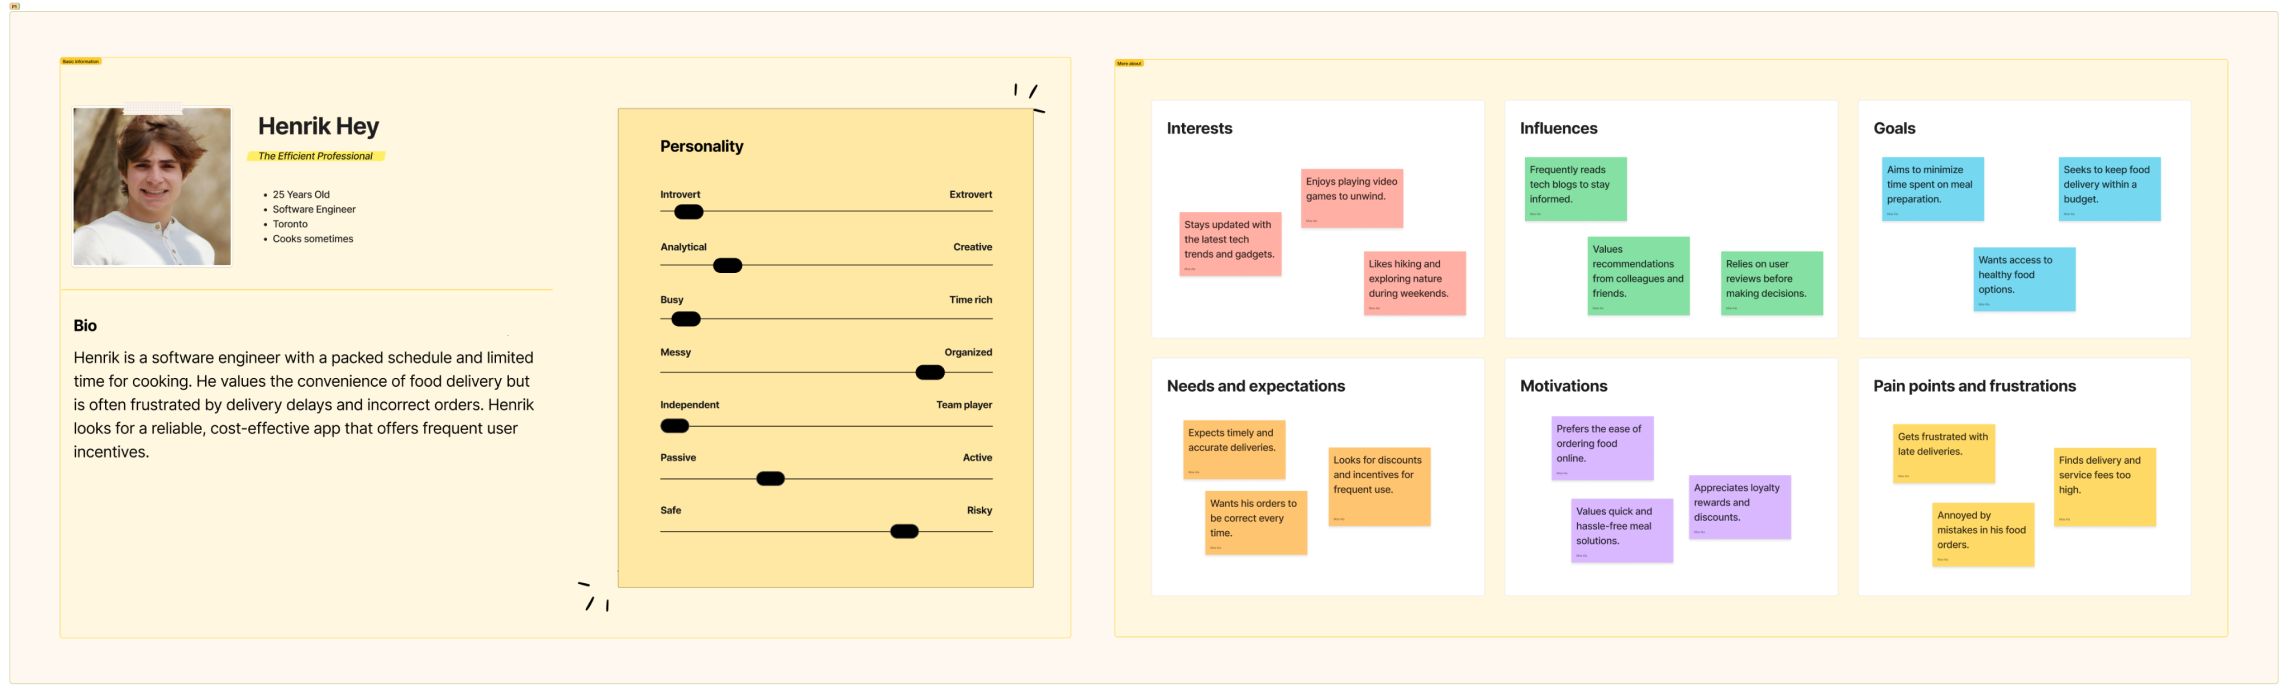 P1
Basic information
Henrik Hey
The Efficient Professional
• 25 Years Old
• Software Engineer
• Toronto
• Cooks sometimes
Bio
Henrik is a software engineer with a packed schedule and limited
time for cooking. He values the convenience of food delivery but
is often frustrated by delivery delays and incorrect orders. Henrik
looks for a reliable, cost-effective app that offers frequent user
incentives.
Personality
Introvert Extrovert
Analytical Creative
Busy Time rich
Messy Organized
Independent Team player
Passive Active
Safe Risky
More about
Interests
Stays updated with
the latest tech
trends and gadgets.
Enjoys playing video
games to unwind.
Likes hiking and
exploring nature
during weekends.
Influences
Frequently reads
tech blogs to stay
informed.
Values
recommendations
from colleagues and
friends.
Relies on user
reviews before
making decisions.
Goals
Aims to minimize
time spent on meal
preparation.
Seeks to keep food
delivery within a
budget.
Wants access to
healthy food
options.
Needs and expectations
Expects timely and
accurate deliveries.
Looks for discounts
and incentives for
frequent use.
Wants his orders to
be correct every
time.
Motivations
Prefers the ease of
ordering food
online.
Values quick and
hassle-free meal
solutions.
Appreciates loyalty
rewards and
discounts.
Pain points and frustrations
Gets frustrated with
late deliveries.
Finds delivery and
service fees too
high.
Annoyed by
mistakes in his food
orders.